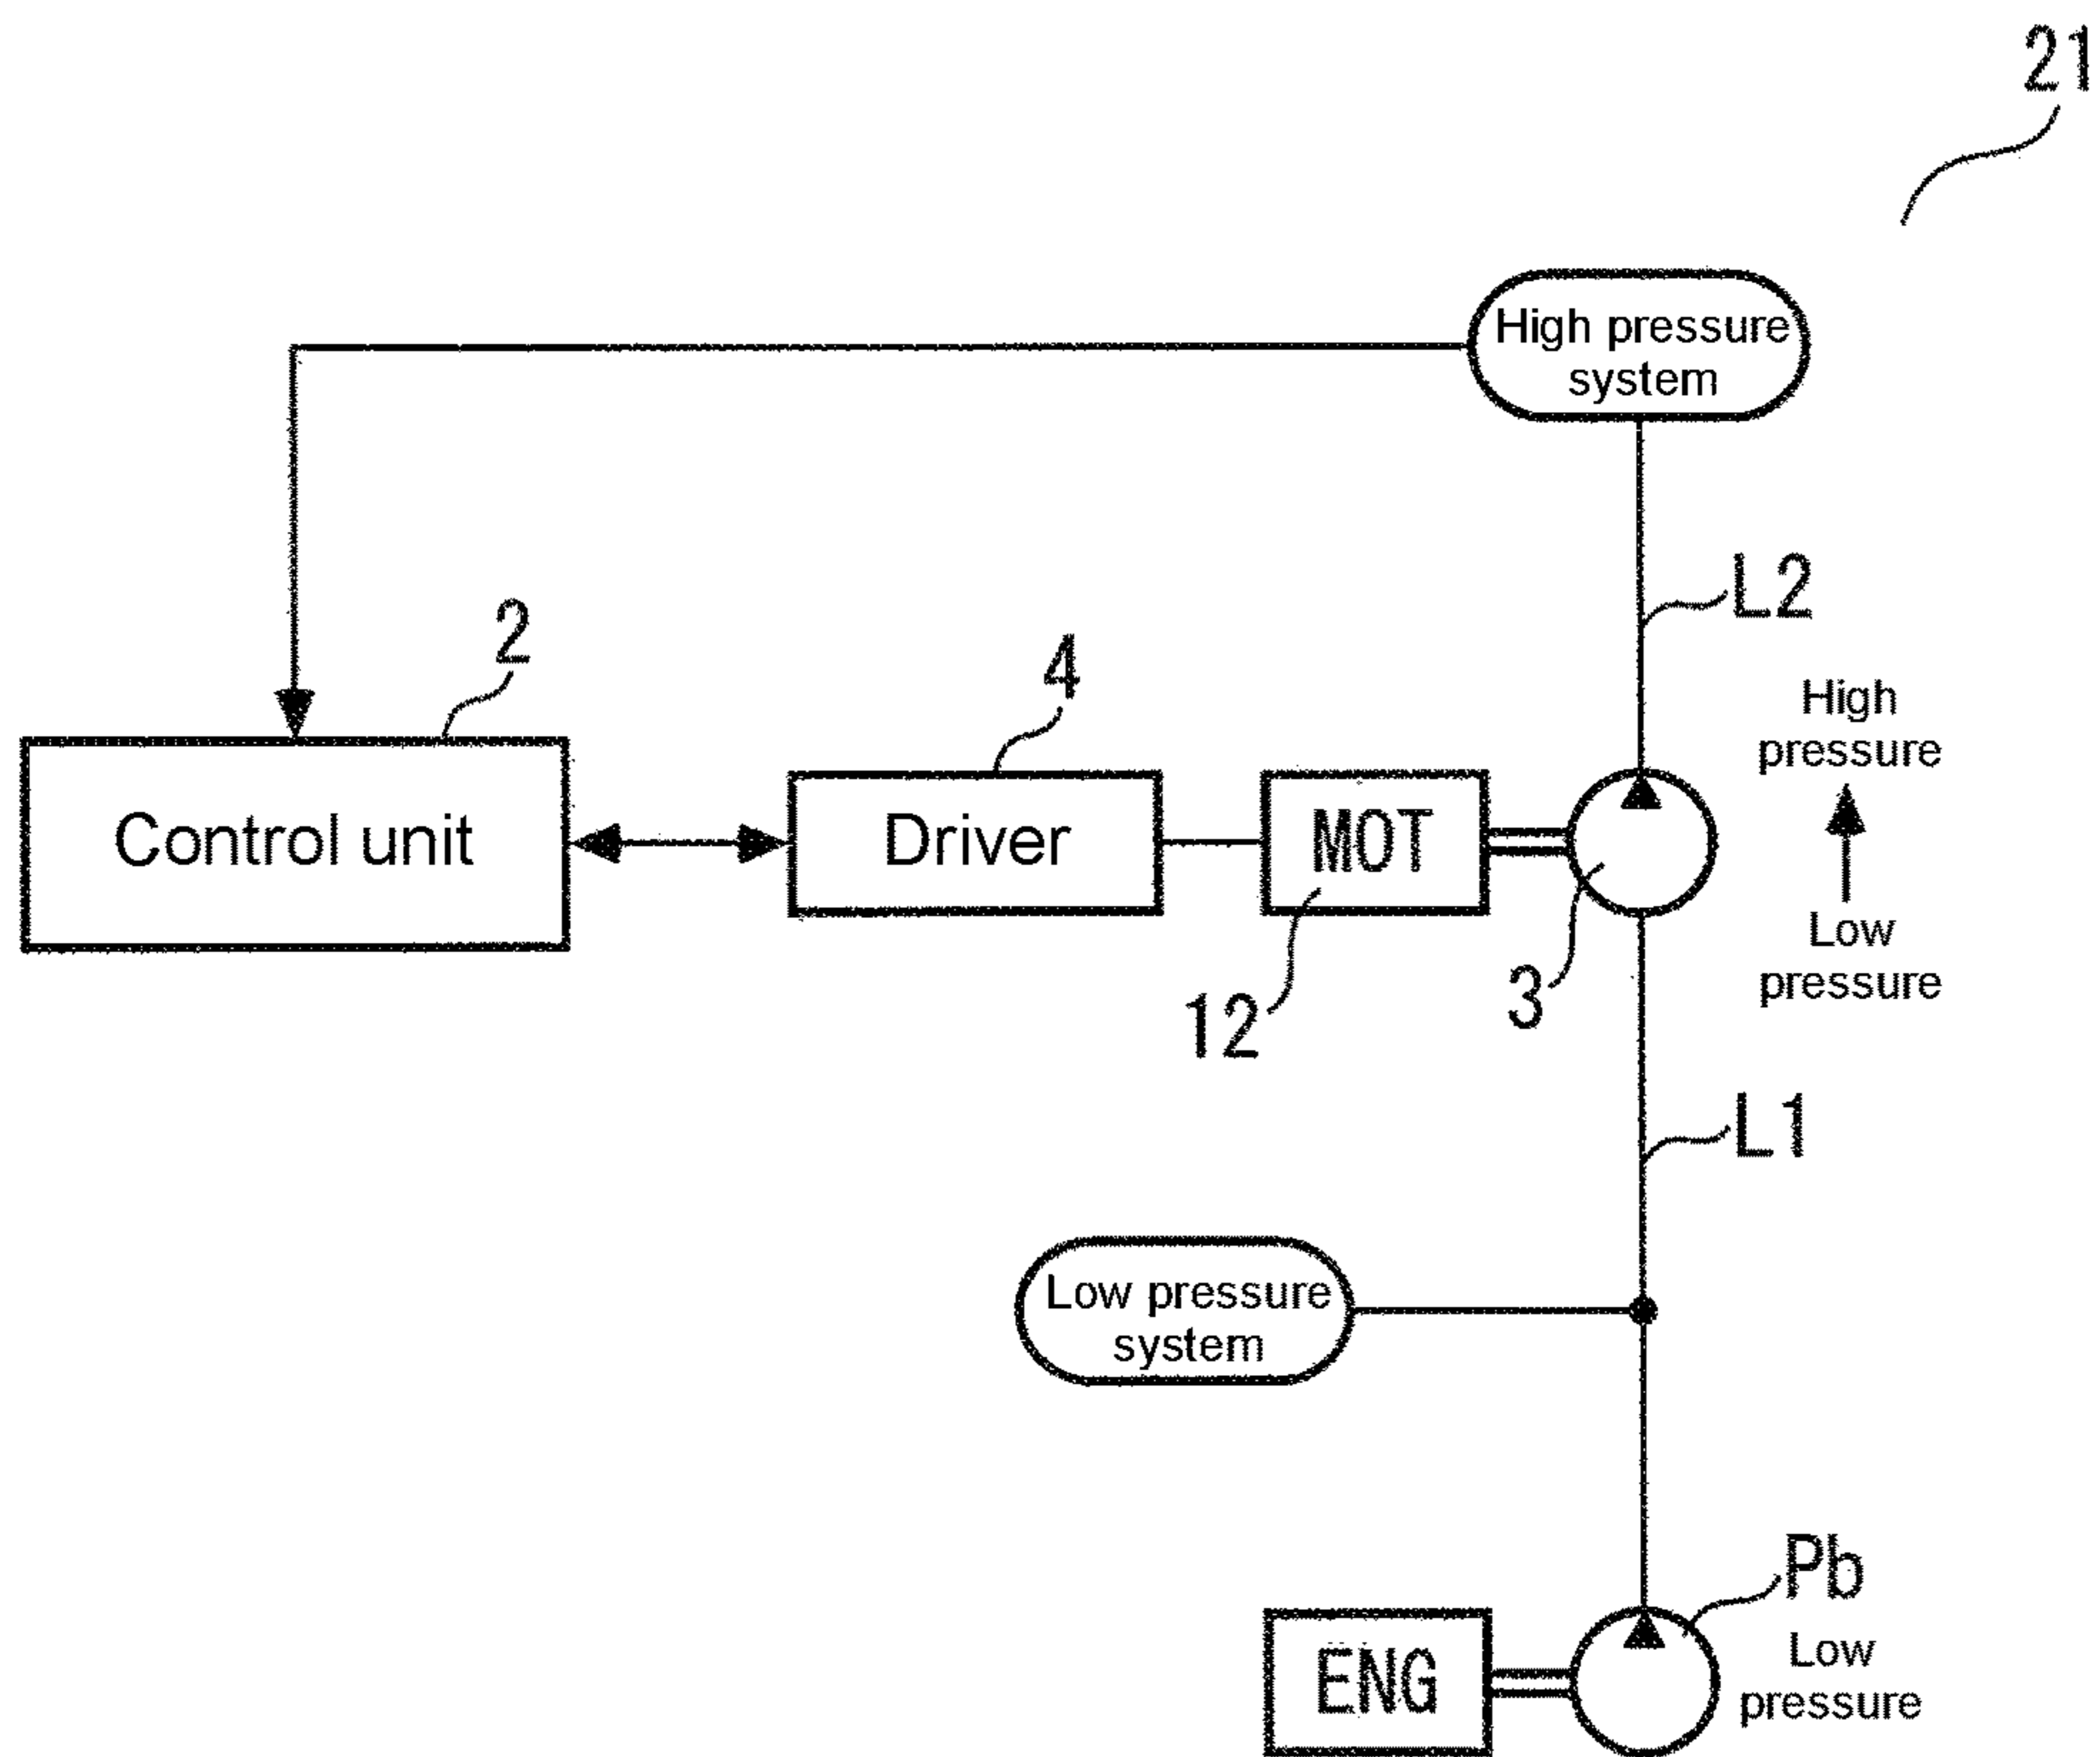 21
High pressure
system
L2
2
4
High
pressure
Control unit
Driver
MOT
Low
pressure
12
3
L1
Low pressure
system
Pb
Low
pressure
ENG